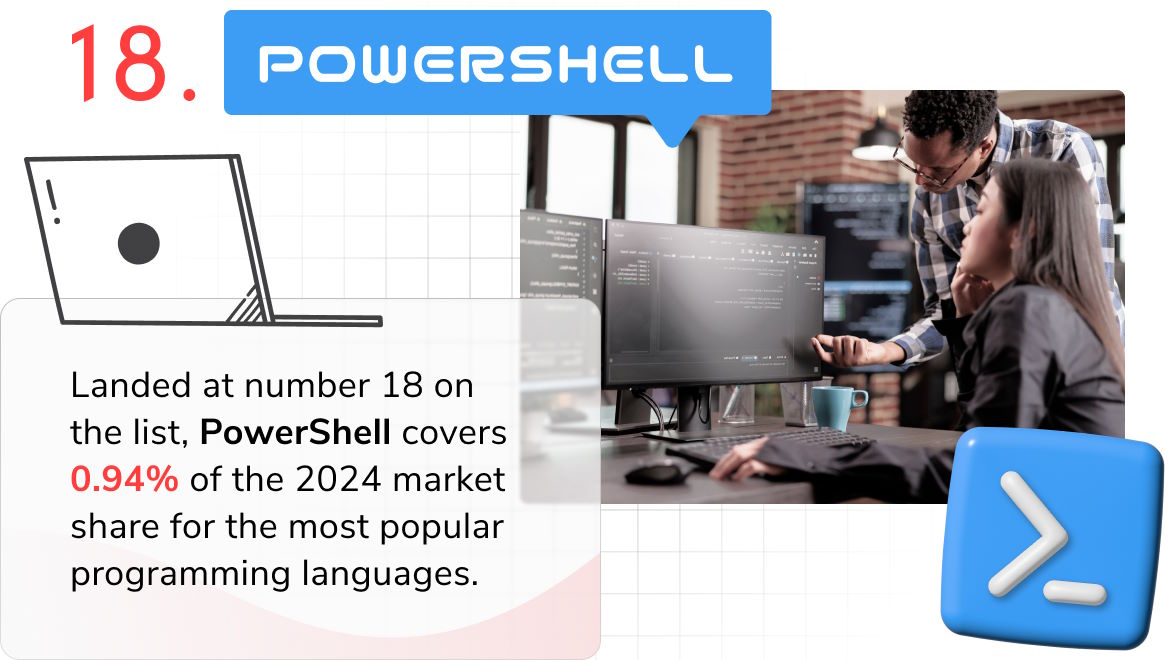 18.
POWERSHELL
Landed at number 18 on
the list, PowerShell covers
0.94% of the 2024 market
share for the most popular
programming languages.